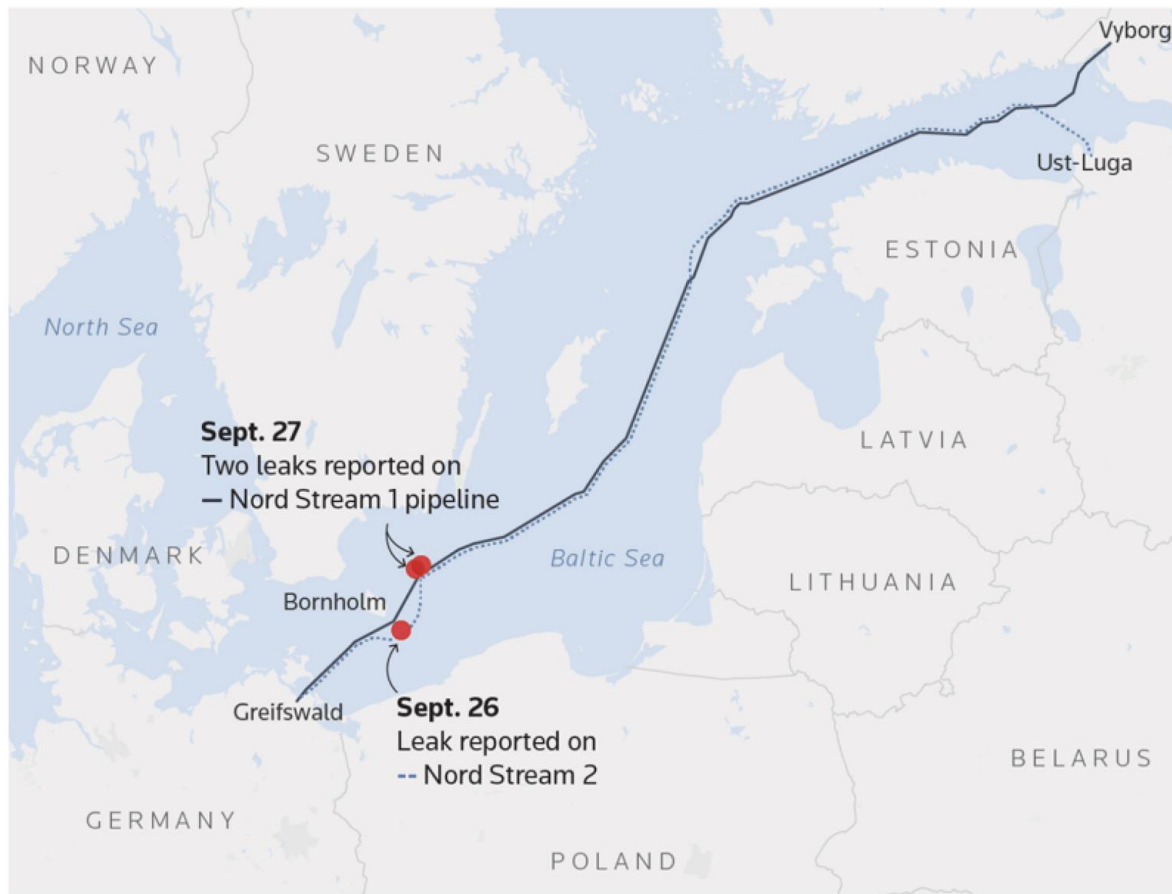 Vyborg
NORWAY
SWEDEN
Ust-Luga
ESTONIA
North Sea
Sept. 27
Two leaks reported on
— Nord Stream 1 pipeline
LATVIA
DENMARK
Baltic Sea
LITHUANIA
Bornholm
Greifswald
Sept. 26
Leak reported on
-- Nord Stream 2
BELARUS
GERMANY
POLAND